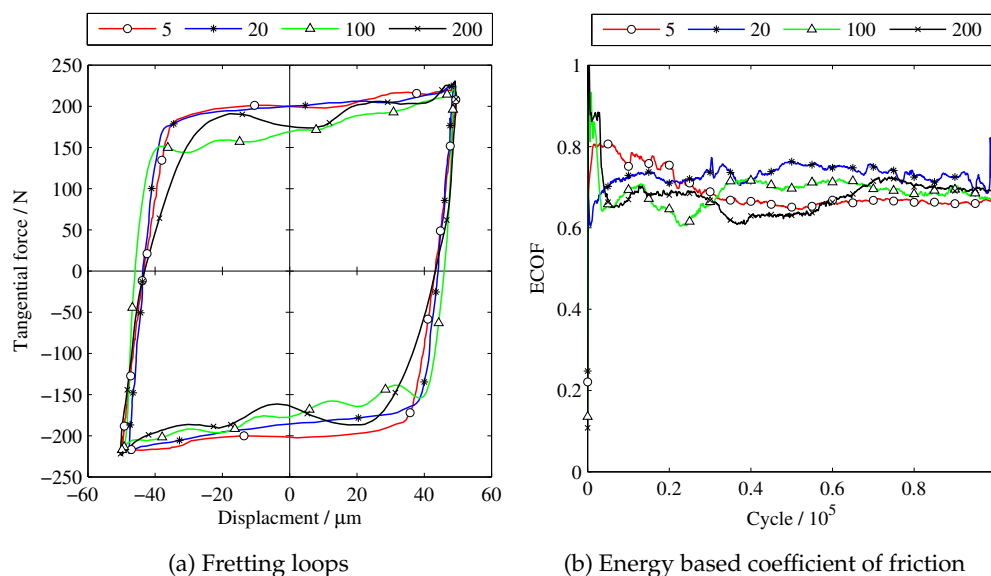 5 20 100 200
250
200
150
100
50
0
−50
−100
−150
−200
−250
Tangential force / N
−60 −40 −20 0 20 40 60
Displacment / µm
(a) Fretting loops
5 20 100 200
1
0.8
0.6
0.4
0.2
0
ECOF
0 0.2 0.4 0.6 0.8
Cycle / 10⁵
(b) Energy based coefficient of friction